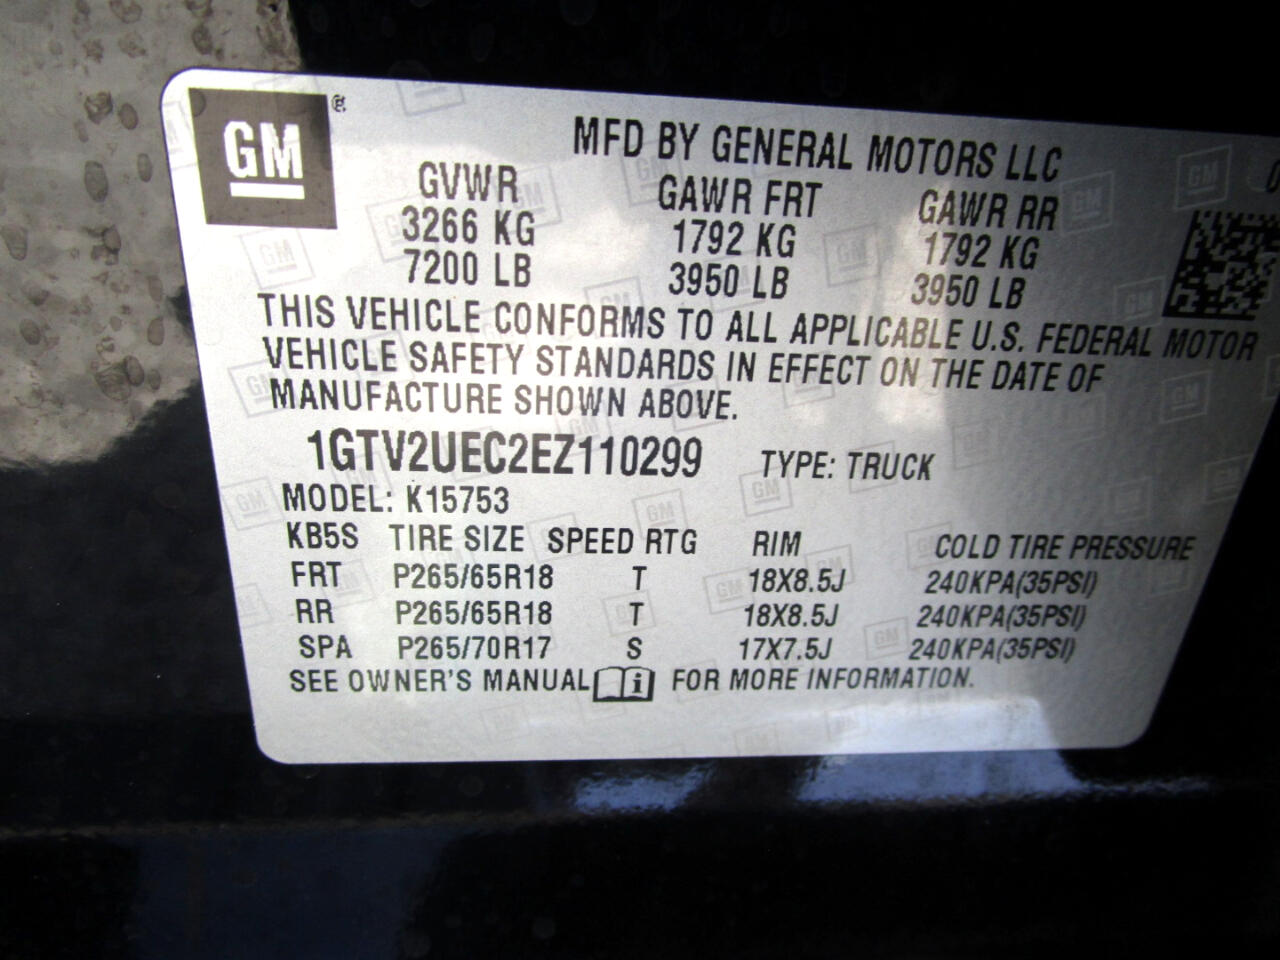 GM®
MFD BY GENERAL MOTORS LLC
GVWR GAWR FRT GAWR RR
3266 KG 1792 KG 1792 KG
7200 LB 3950 LB 3950 LB
THIS VEHICLE CONFORMS TO ALL APPLICABLE U.S. FEDERAL MOTOR
VEHICLE SAFETY STANDARDS IN EFFECT ON THE DATE OF
MANUFACTURE SHOWN ABOVE.
1GTV2UEC2EZ110299 TYPE: TRUCK
MODEL: K15753
KB5S TIRE SIZE SPEED RTG RIM COLD TIRE PRESSURE
FRT P265/65R18 T 18X8.5J 240KPA(35PSI)
RR P265/65R18 T 18X8.5J 240KPA(35PSI)
SPA P265/70R17 S 17X7.5J 240KPA(35PSI)
SEE OWNER'S MANUAL i FOR MORE INFORMATION.